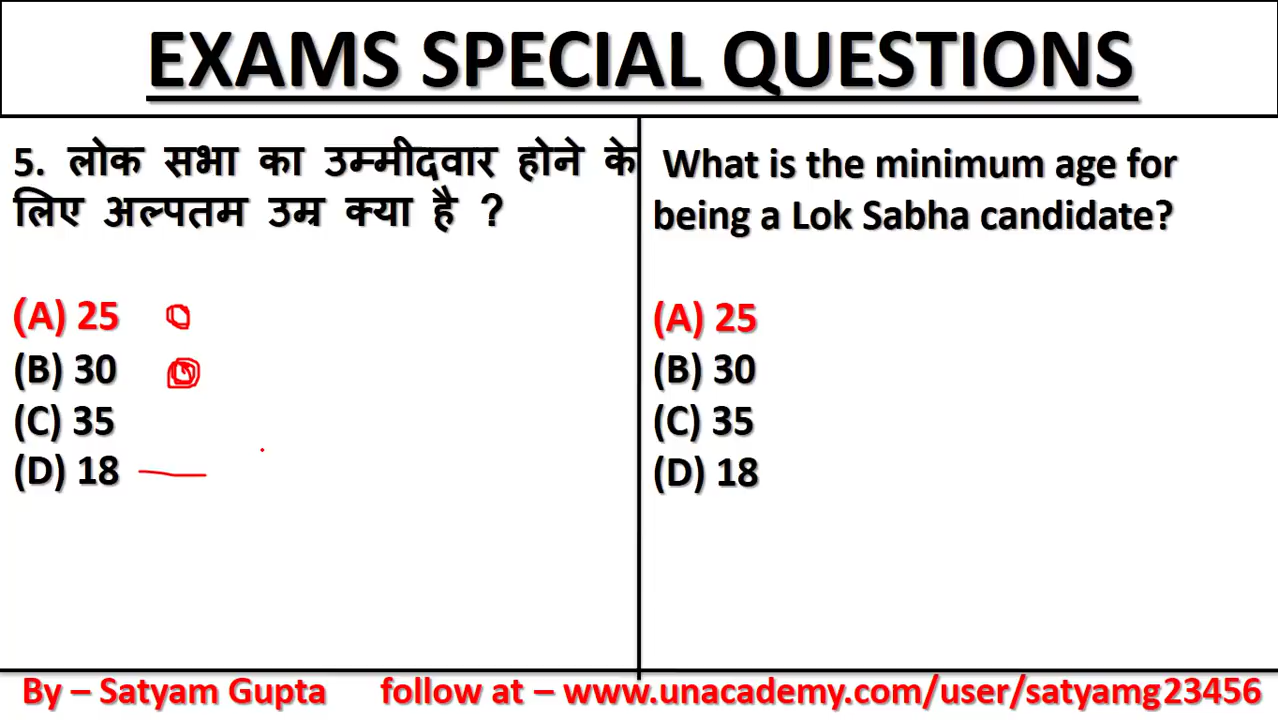 EXAMS SPECIAL QUESTIONS
5. लोक सभा का उम्मीदवार होने के
लिए अल्पतम उम्र क्या है ?
(A) 25
(B) 30
(C) 35
(D) 18
What is the minimum age for
being a Lok Sabha candidate?
(A) 25
(B) 30
(C) 35
(D) 18
By – Satyam Gupta follow at – www.unacademy.com/user/satyamg23456